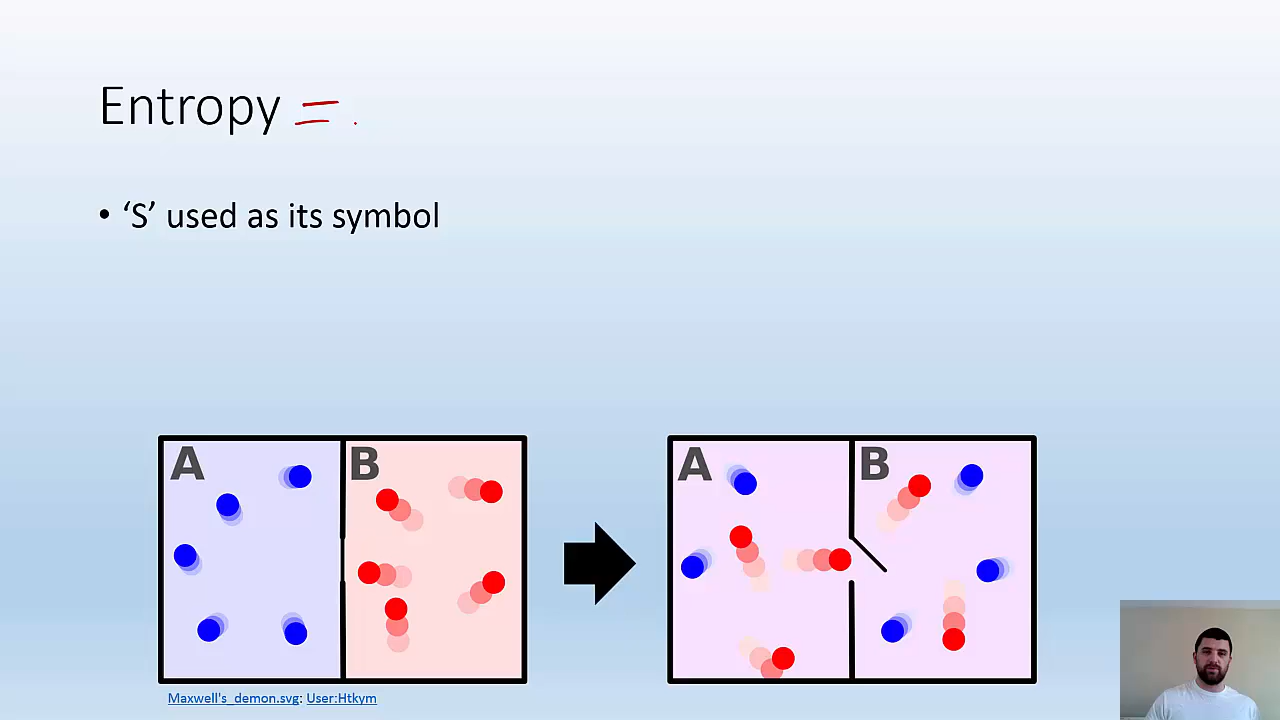 Entropy =
• ‘S’ used as its symbol
A B
A B
Maxwell's_demon.svg: User:Htkym